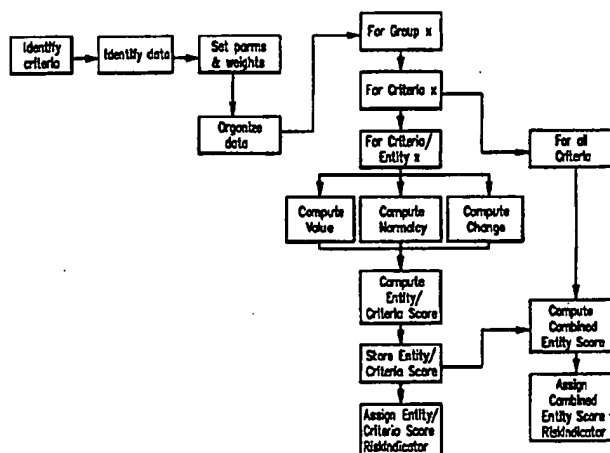 Identify
criteria
Identify data
Set parms
& weights
Organize
data
For Group x
For Criteria x
For Criteria/
Entity x
For all
Criteria
Compute
Value
Compute
Normalcy
Compute
Change
Compute
Entity/
Criteria Score
Store Entity/
Criteria Score
Assign Entity/
Criteria Score
RiskIndicator
Compute
Combined
Entity Score
Assign
Combined
Entity Score
RiskIndicator